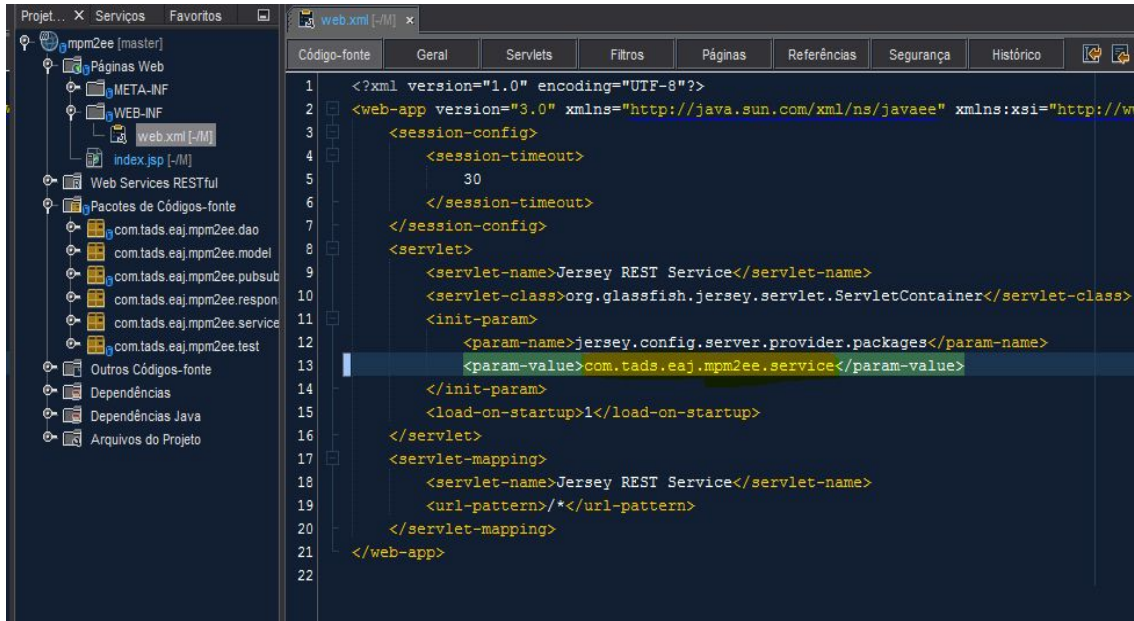 Projet... X Serviços Favoritos
mpm2ee [master]
Páginas Web
META-INF
WEB-INF
web.xml [-/M]
index.jsp [-/M]
Web Services RESTful
Pacotes de Códigos-fonte
com.tads.eaj.mpm2ee.dao
com.tads.eaj.mpm2ee.model
com.tads.eaj.mpm2ee.pubsub
com.tads.eaj.mpm2ee.respon
com.tads.eaj.mpm2ee.service
com.tads.eaj.mpm2ee.test
Outros Códigos-fonte
Dependências
Dependências Java
Arquivos do Projeto
web.xml [-/M] x
Código-fonte Geral Servlets Filtros Páginas Referências Segurança Histórico
1 <?xml version="1.0" encoding="UTF-8"?>
2 <web-app version="3.0" xmlns="http://java.sun.com/xml/ns/javaee" xmlns:xsi="http://w
3 <session-config>
4 <session-timeout>
5 30
6 </session-timeout>
7 </session-config>
8 <servlet>
9 <servlet-name>Jersey REST Service</servlet-name>
10 <servlet-class>org.glassfish.jersey.servlet.ServletContainer</servlet-class>
11 <init-param>
12 <param-name>jersey.config.server.provider.packages</param-name>
13 <param-value>com.tads.eaj.mpm2ee.service</param-value>
14 </init-param>
15 <load-on-startup>1</load-on-startup>
16 </servlet>
17 <servlet-mapping>
18 <servlet-name>Jersey REST Service</servlet-name>
19 <url-pattern>/*</url-pattern>
20 </servlet-mapping>
21 </web-app>
22